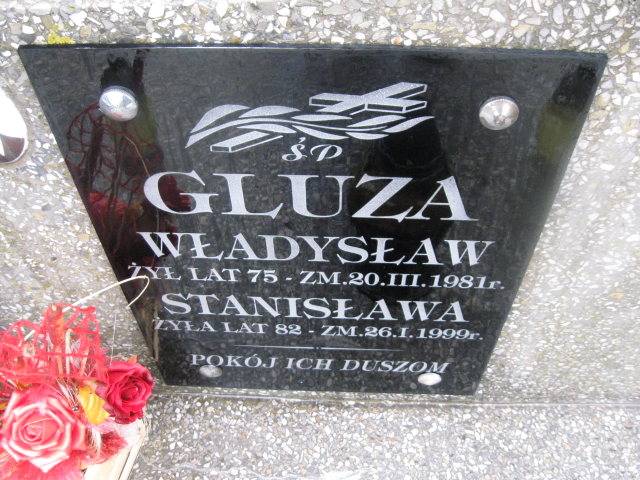 Ś.P
GLUZA
WŁADYSŁAW
ŻYŁ LAT 75 - ZM.20.III.1981r.
STANISŁAWA
ŻYŁA LAT 82 - ZM.26.I.1999r.
POKÓJ ICH DUSZOM